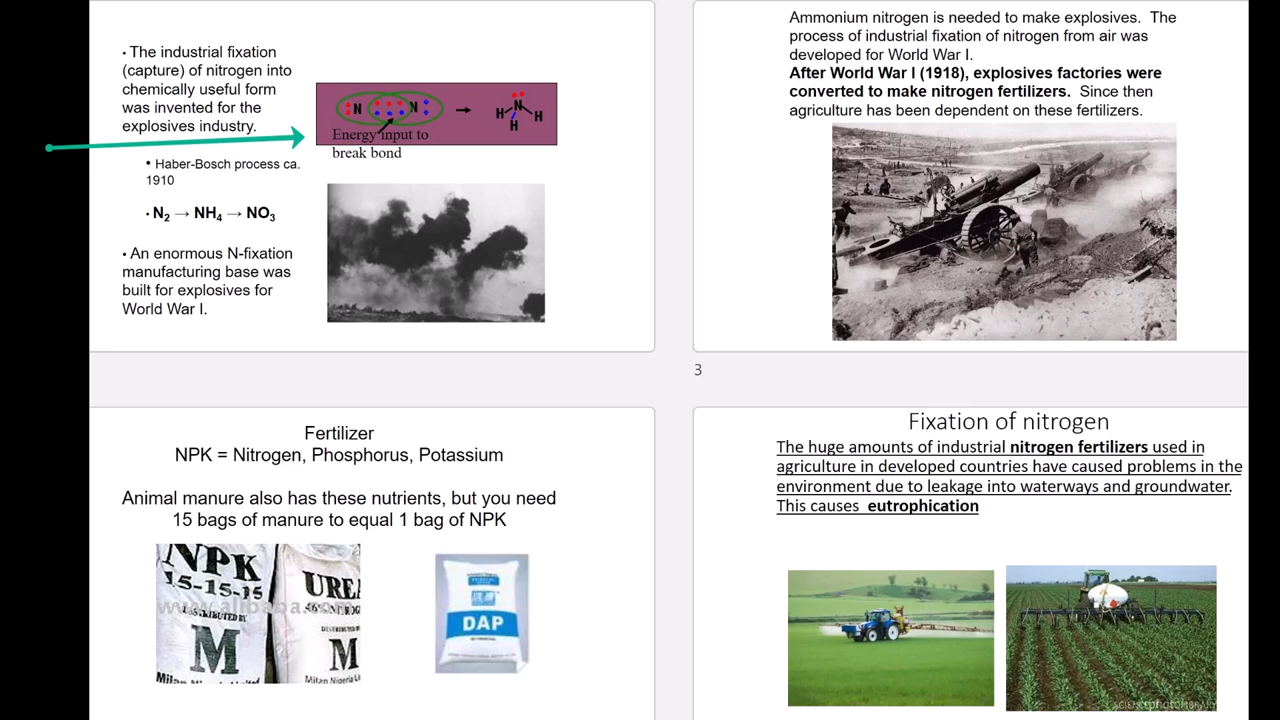 • The industrial fixation
(capture) of nitrogen into
chemically useful form
was invented for the
explosives industry.
• Haber-Bosch process ca.
1910
• N₂ → NH₄ → NO₃
• An enormous N-fixation
manufacturing base was
built for explosives for
World War I.
N N → N H H H
Energy input to
break bond
Ammonium nitrogen is needed to make explosives. The
process of industrial fixation of nitrogen from air was
developed for World War I.
After World War I (1918), explosives factories were
converted to make nitrogen fertilizers. Since then
agriculture has been dependent on these fertilizers.
3
Fertilizer
NPK = Nitrogen, Phosphorus, Potassium
Animal manure also has these nutrients, but you need
15 bags of manure to equal 1 bag of NPK
NPK
15-15-15
DISTRIBUTED BY
M
UREA
M
DAP
Fixation of nitrogen
The huge amounts of industrial nitrogen fertilizers used in
agriculture in developed countries have caused problems in the
environment due to leakage into waterways and groundwater.
This causes eutrophication